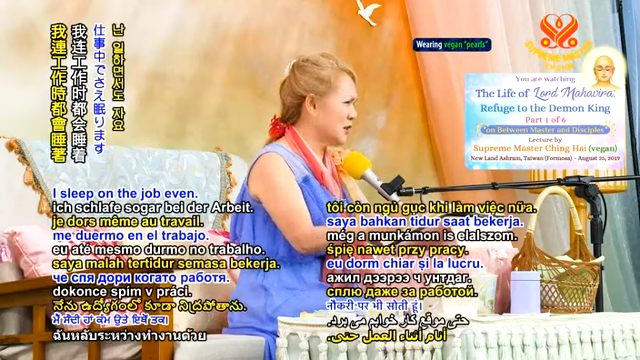 Wearing vegan "pearls"
SUPREME MASTER
You are watching
The Life of Lord Mahavira:
Refuge to the Demon King
Part 1 of 6
"on Between Master and Disciples"
Lecture by
Supreme Master Ching Hai (vegan)
New Land Ashram, Taiwan (Formosa) ~ August 10, 2019
난 일하면서도 자요
仕事中でさえ眠ります
我连工作时都会睡着
我連工作時都會睡著
I sleep on the job even.
ich schlafe sogar bei der Arbeit.
je dors même au travail.
me duermo en el trabajo.
eu até mesmo durmo no trabalho.
saya malah tertidur semasa bekerja.
че спя дори когато работя.
dokonce spím v práci.
నేను ఉద్యోగంలో కూడా నిద్రపోతాను.
ਮੈਂ ਸੌਂਦੀ ਹਾਂ ਕੰਮ ਉਤੇ ਇਥੋਂ ਤਕ।
ฉันหลับระหว่างทำงานด้วย
tôi còn ngủ gục khi làm việc nữa.
saya bahkan tidur saat bekerja.
még a munkámon is elalszom.
śpię nawet przy pracy.
eu dorm chiar și la lucru.
ажил дээрээ ч унтдаг.
сплю даже за работой.
नौकरी पर भी सोती हूं।
حتی موقع کار خوابم می برد.
أنام أثناء العمل حتى.